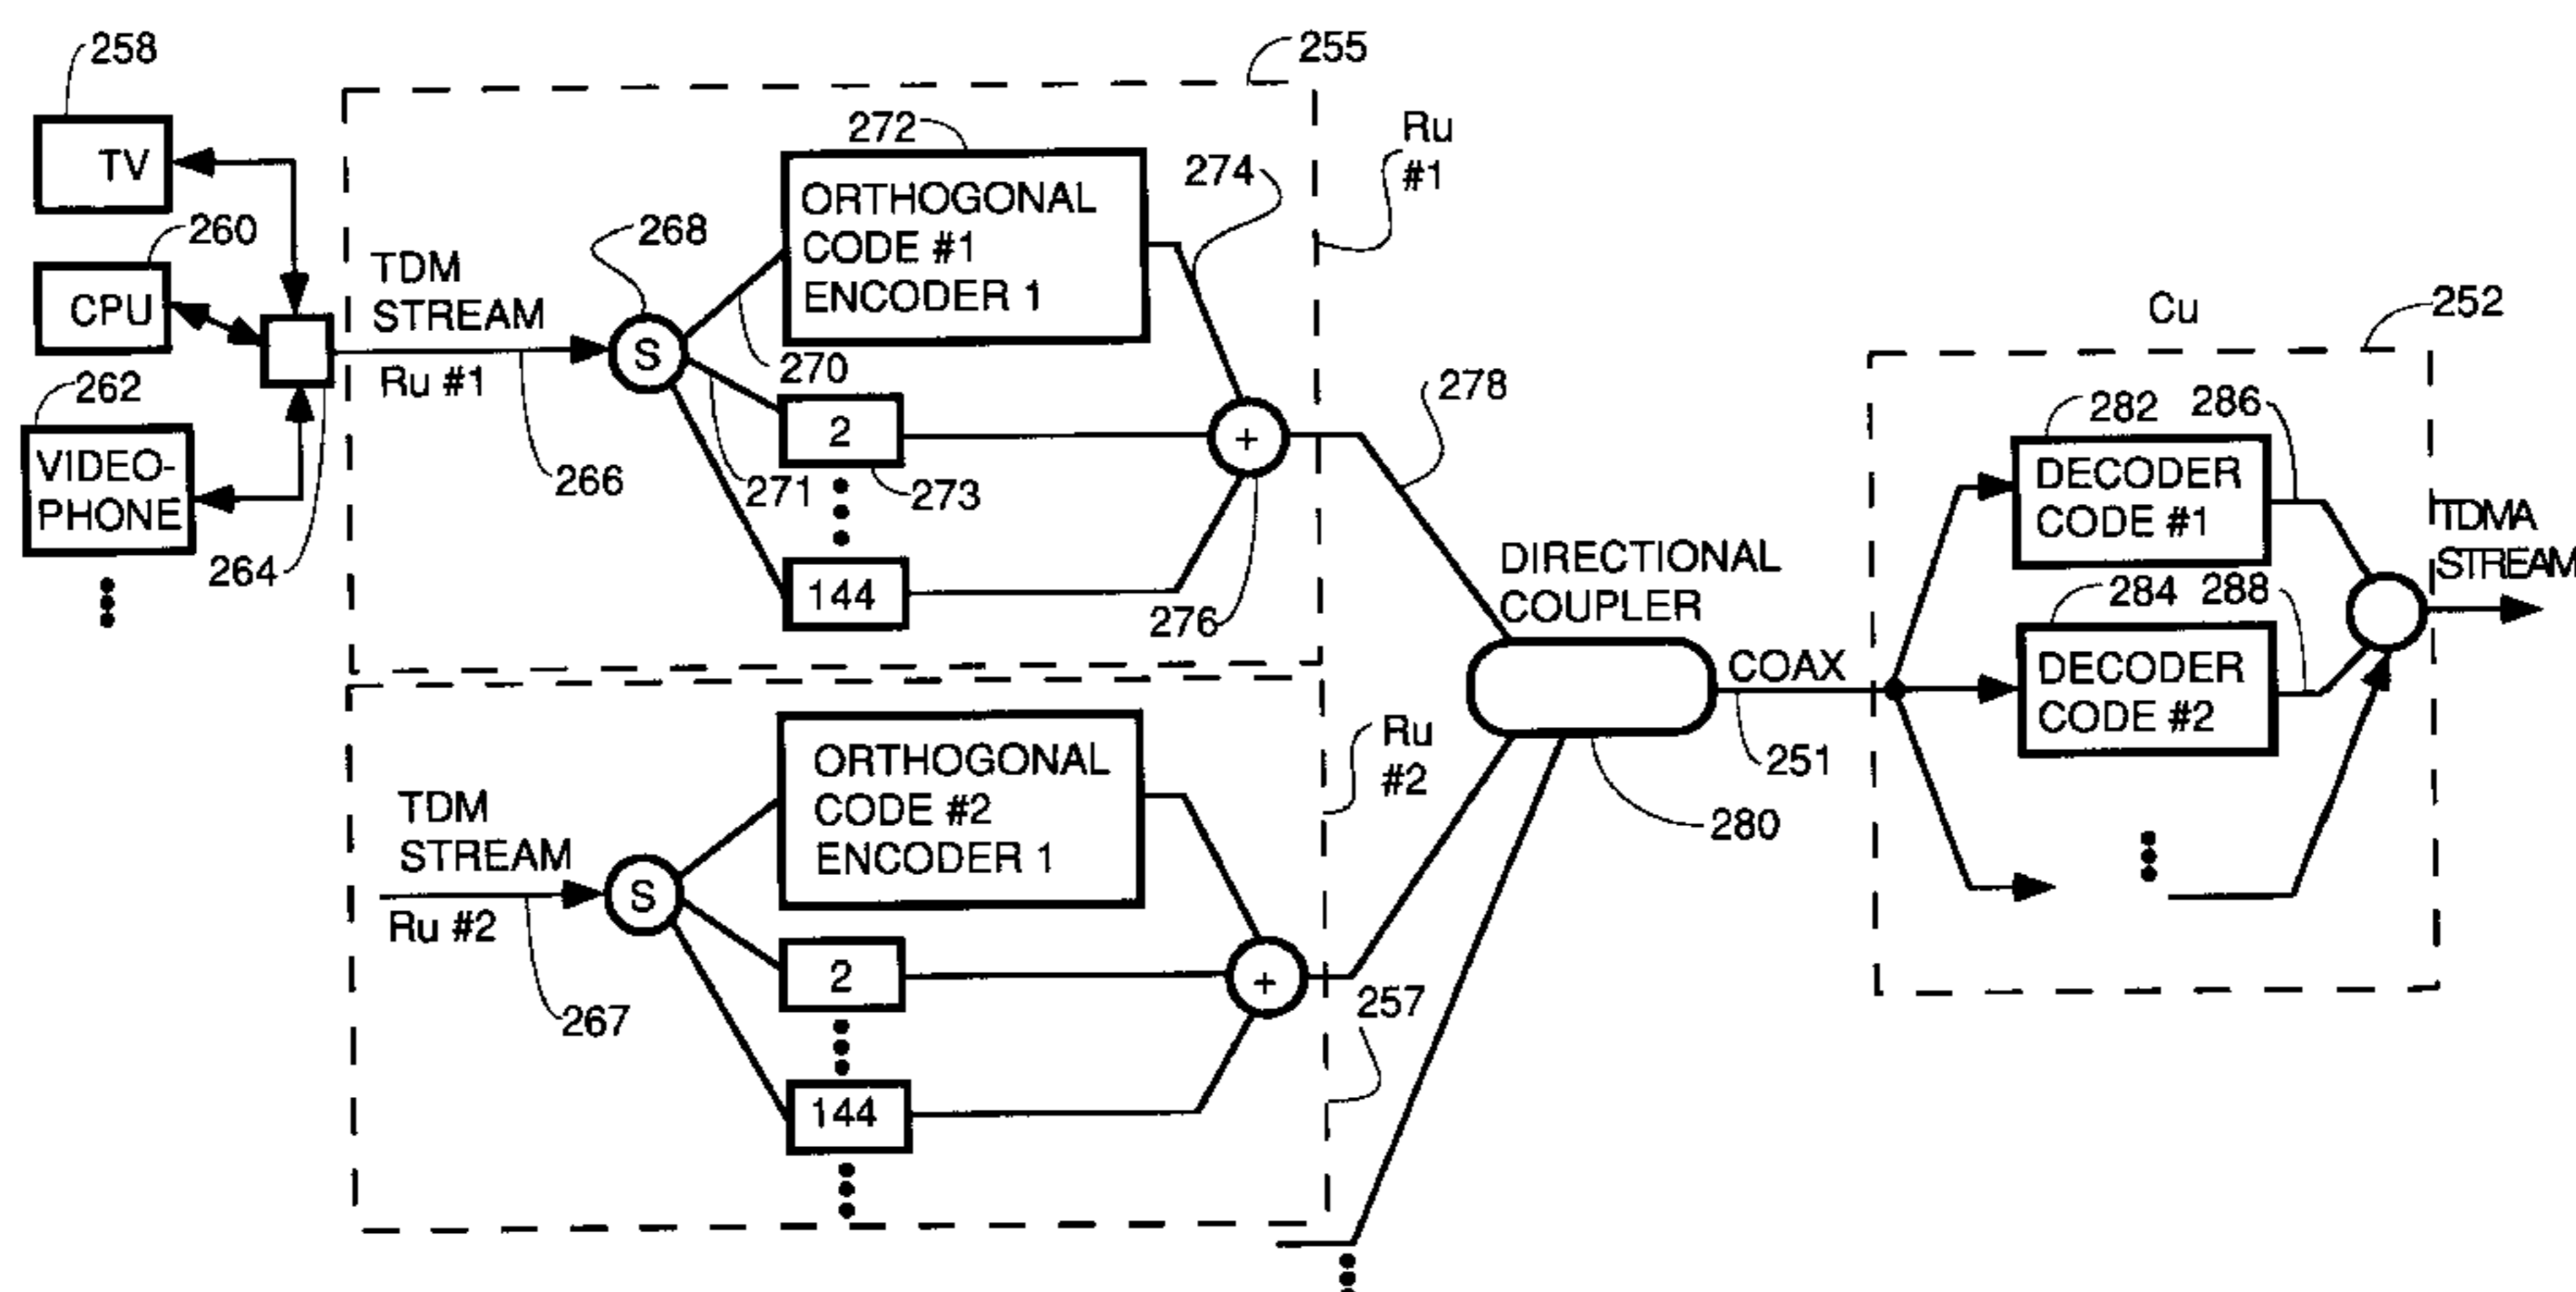 258
TV
260
CPU
262
VIDEO-
PHONE
264
255
TDM
STREAM
Ru #1
266
268
S
270
271
272
ORTHOGONAL
CODE #1
ENCODER 1
274
2
273
144
+
276
Ru
#1
278
TDM
STREAM
Ru #2
267
S
ORTHOGONAL
CODE #2
ENCODER 1
2
144
+
Ru
#2
257
DIRECTIONAL
COUPLER
280
COAX
251
Cu
252
282
286
DECODER
CODE #1
284
288
DECODER
CODE #2
TDMA
STREAM